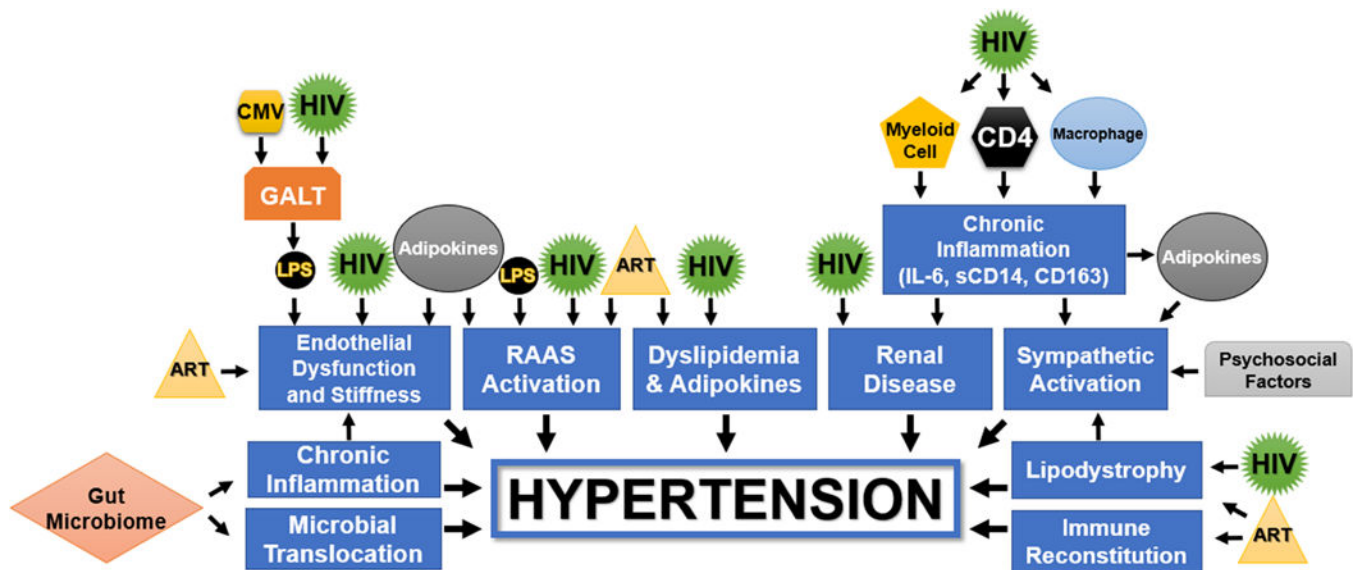 HIV
CMV
HIV
Myeloid
Cell
CD4
Macrophage
GALT
Chronic
Inflammation
(IL-6, sCD14, CD163)
Adipokines
LPS
HIV
Adipokines
LPS
HIV
ART
HIV
HIV
ART
Endothelial
Dysfunction
and Stiffness
RAAS
Activation
Dyslipidemia
& Adipokines
Renal
Disease
Sympathetic
Activation
Psychosocial
Factors
Gut
Microbiome
Chronic
Inflammation
Microbial
Translocation
HYPERTENSION
Lipodystrophy
Immune
Reconstitution
HIV
ART